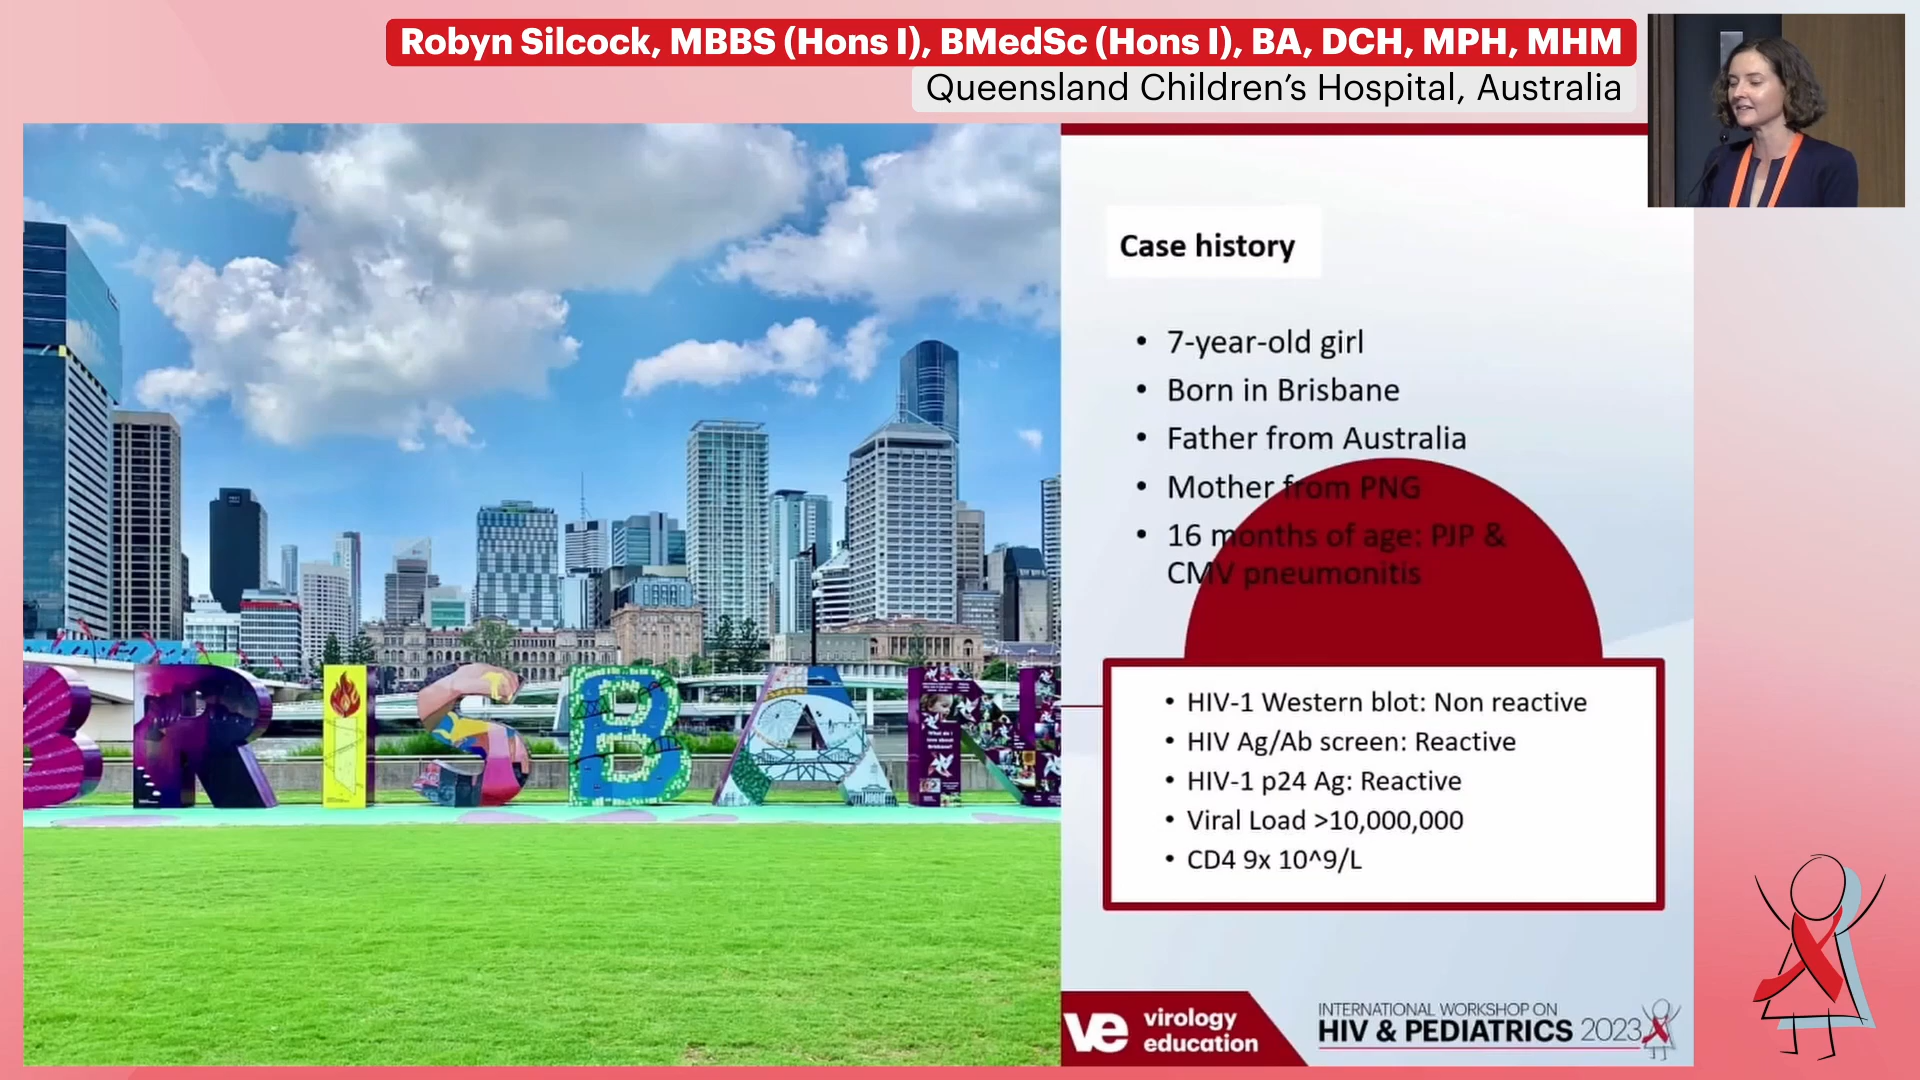 Robyn Silcock, MBBS (Hons I), BMedSc (Hons I), BA, DCH, MPH, MHM
Queensland Children’s Hospital, Australia
Case history
• 7-year-old girl
• Born in Brisbane
• Father from Australia
• Mother from PNG
• 16 months of age: PJP &
CMV pneumonitis
BRISBAN
• HIV-1 Western blot: Non reactive
• HIV Ag/Ab screen: Reactive
• HIV-1 p24 Ag: Reactive
• Viral Load >10,000,000
• CD4 9x 10^9/L
ve virology
education
INTERNATIONAL WORKSHOP ON
HIV & PEDIATRICS 2023